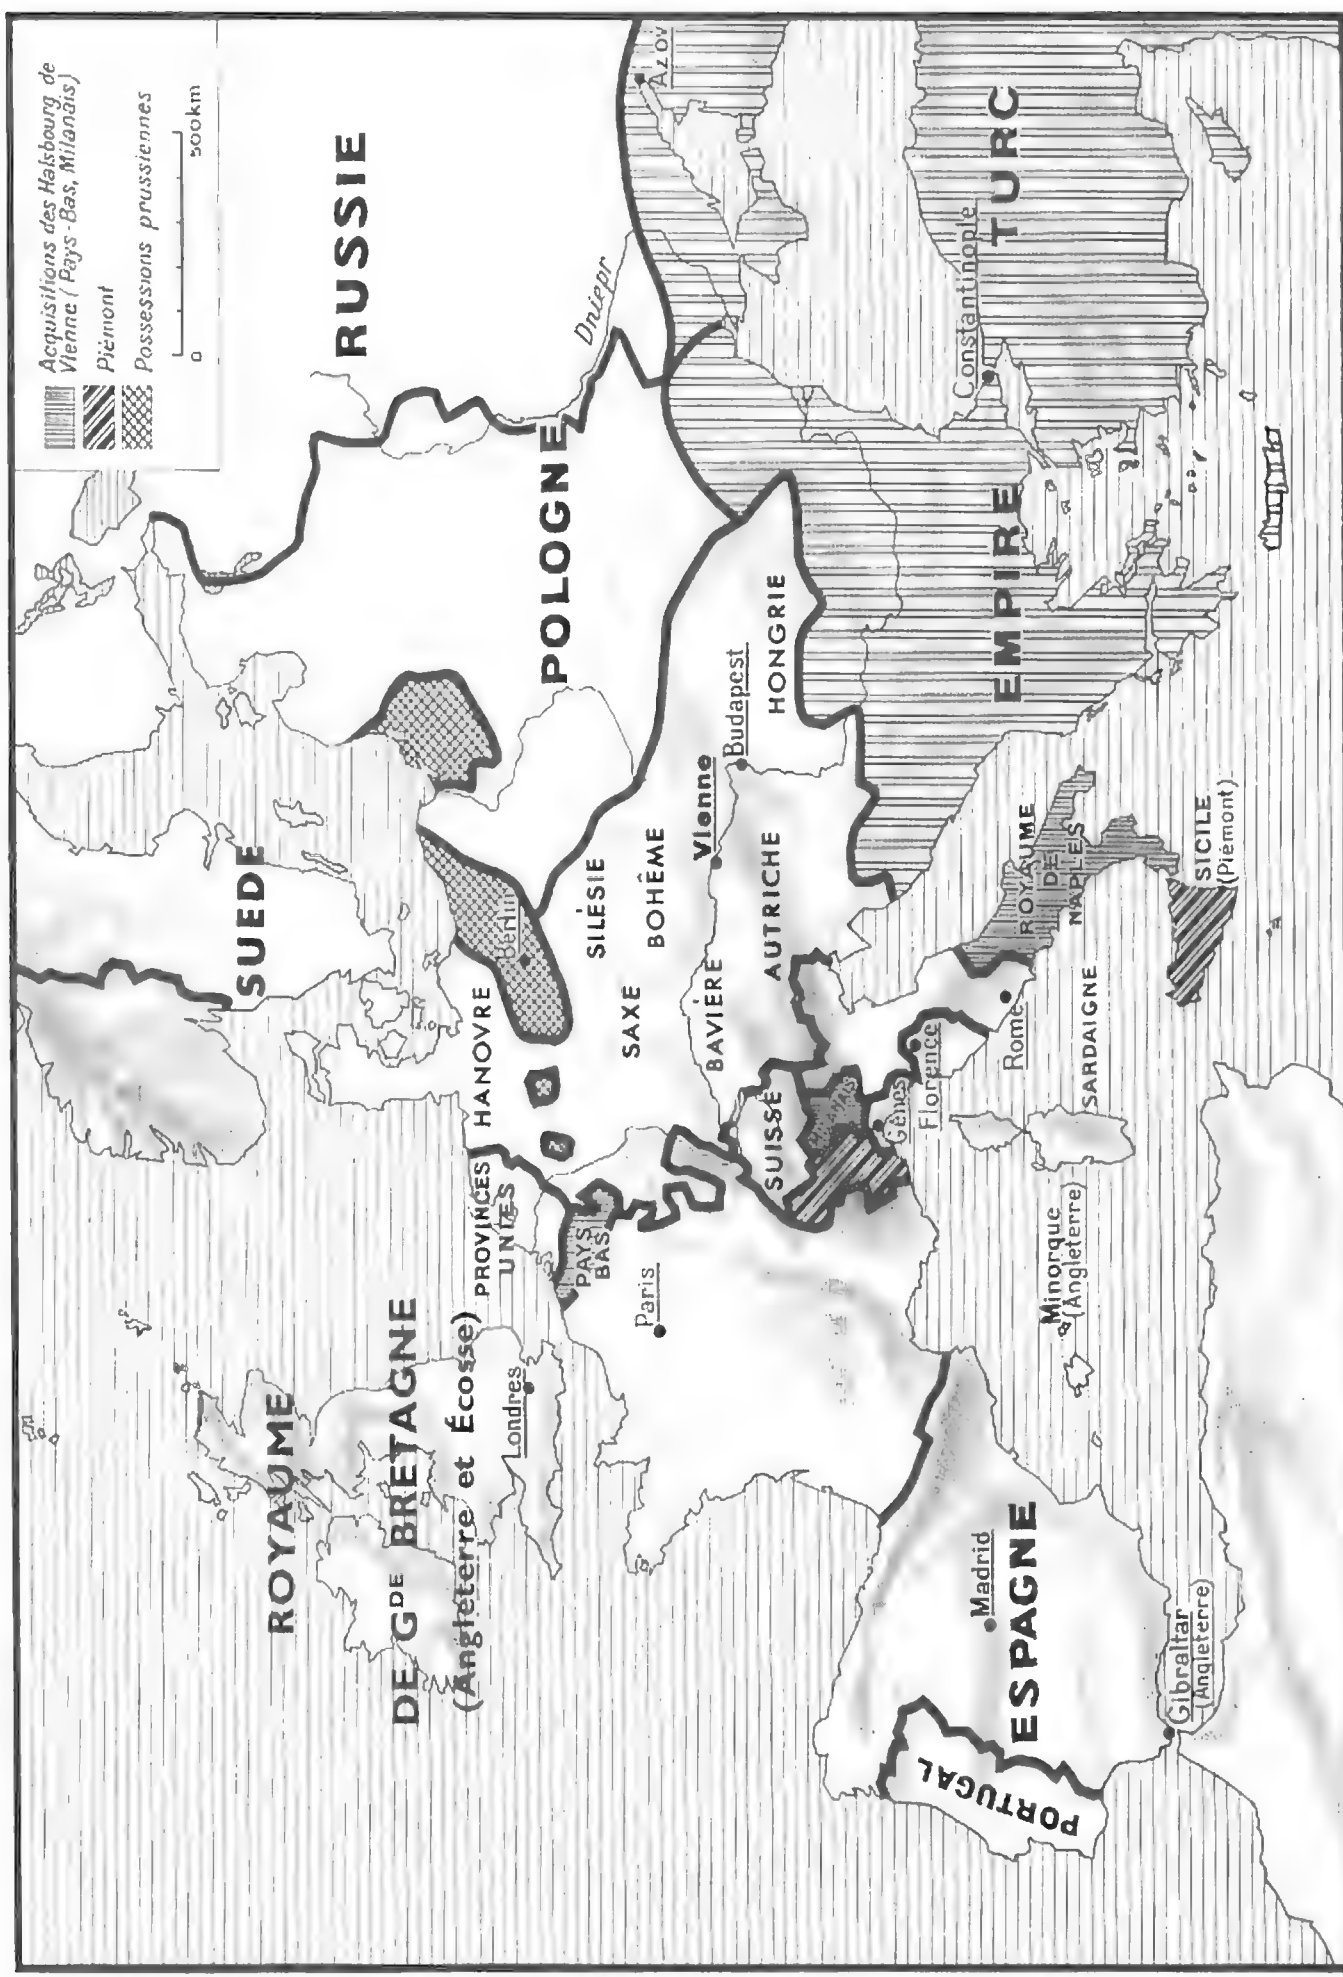 Acquisitions des Habsbourg de
Vienne (Pays-Bas, Milanais)
Piémont
Possessions prussiennes
0 500km
RUSSIE
SUEDE
ROYAUME
DE GDE BRETAGNE
(Angleterre et Écosse)
Londres
PROVINCES
UNIES
HANOVRE
Berlin
POLOGNE
Dniepr
Azov
PAYS
BAS
Paris
SAXE
SILÉSIE
BOHÊME
BAVIÈRE
Vienne
AUTRICHE
Budapest
HONGRIE
SUISSE
Gênes
Florence
Rome
ROYAUME
DE
NAPLES
SARDAIGNE
SICILE
(Piémont)
EMPIRE TURC
Constantinople
Minorque
(Angleterre)
Madrid
ESPAGNE
PORTUGAL
Gibraltar
(Angleterre)